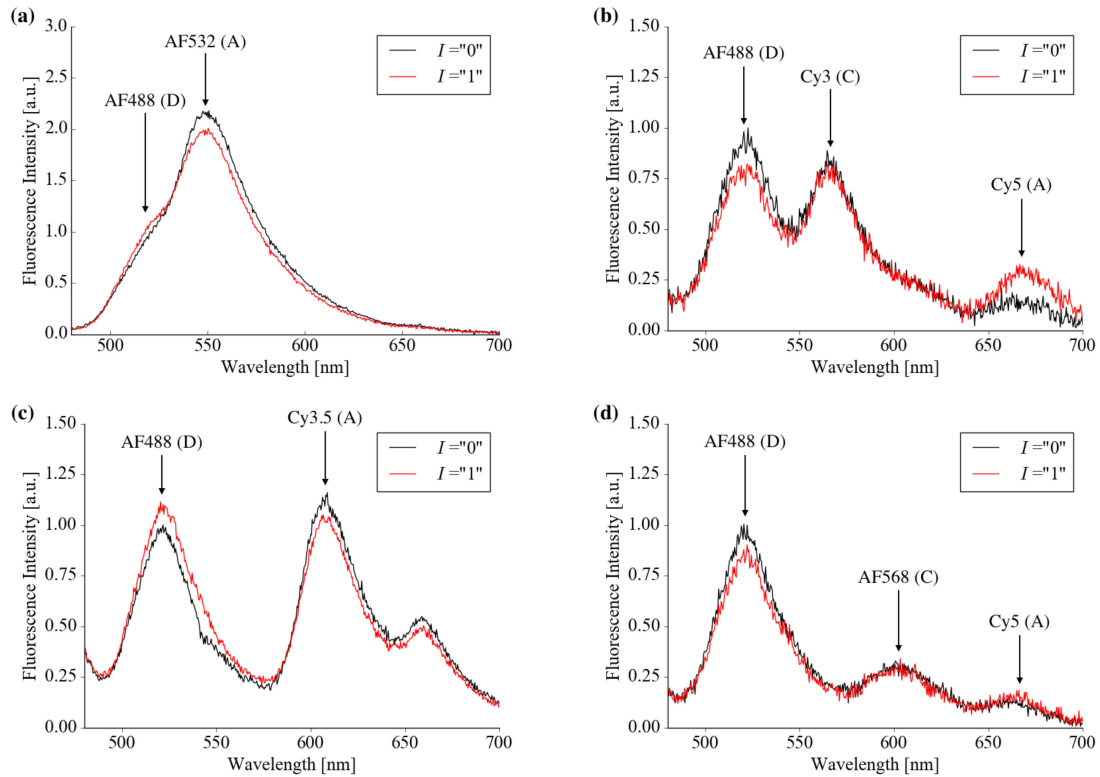 (a)
3.0
2.5
2.0
1.5
1.0
0.5
0.0
Fluorescence Intensity [a.u.]
AF532 (A)
AF488 (D)
I ="0"
I ="1"
500 550 600 650 700
Wavelength [nm]
(b)
1.50
1.25
1.00
0.75
0.50
0.25
0.00
Fluorescence Intensity [a.u.]
AF488 (D)
Cy3 (C)
Cy5 (A)
I ="0"
I ="1"
500 550 600 650 700
Wavelength [nm]
(c)
1.50
1.25
1.00
0.75
0.50
0.25
0.00
Fluorescence Intensity [a.u.]
AF488 (D)
Cy3.5 (A)
I ="0"
I ="1"
500 550 600 650 700
Wavelength [nm]
(d)
1.50
1.25
1.00
0.75
0.50
0.25
0.00
Fluorescence Intensity [a.u.]
AF488 (D)
AF568 (C)
Cy5 (A)
I ="0"
I ="1"
500 550 600 650 700
Wavelength [nm]